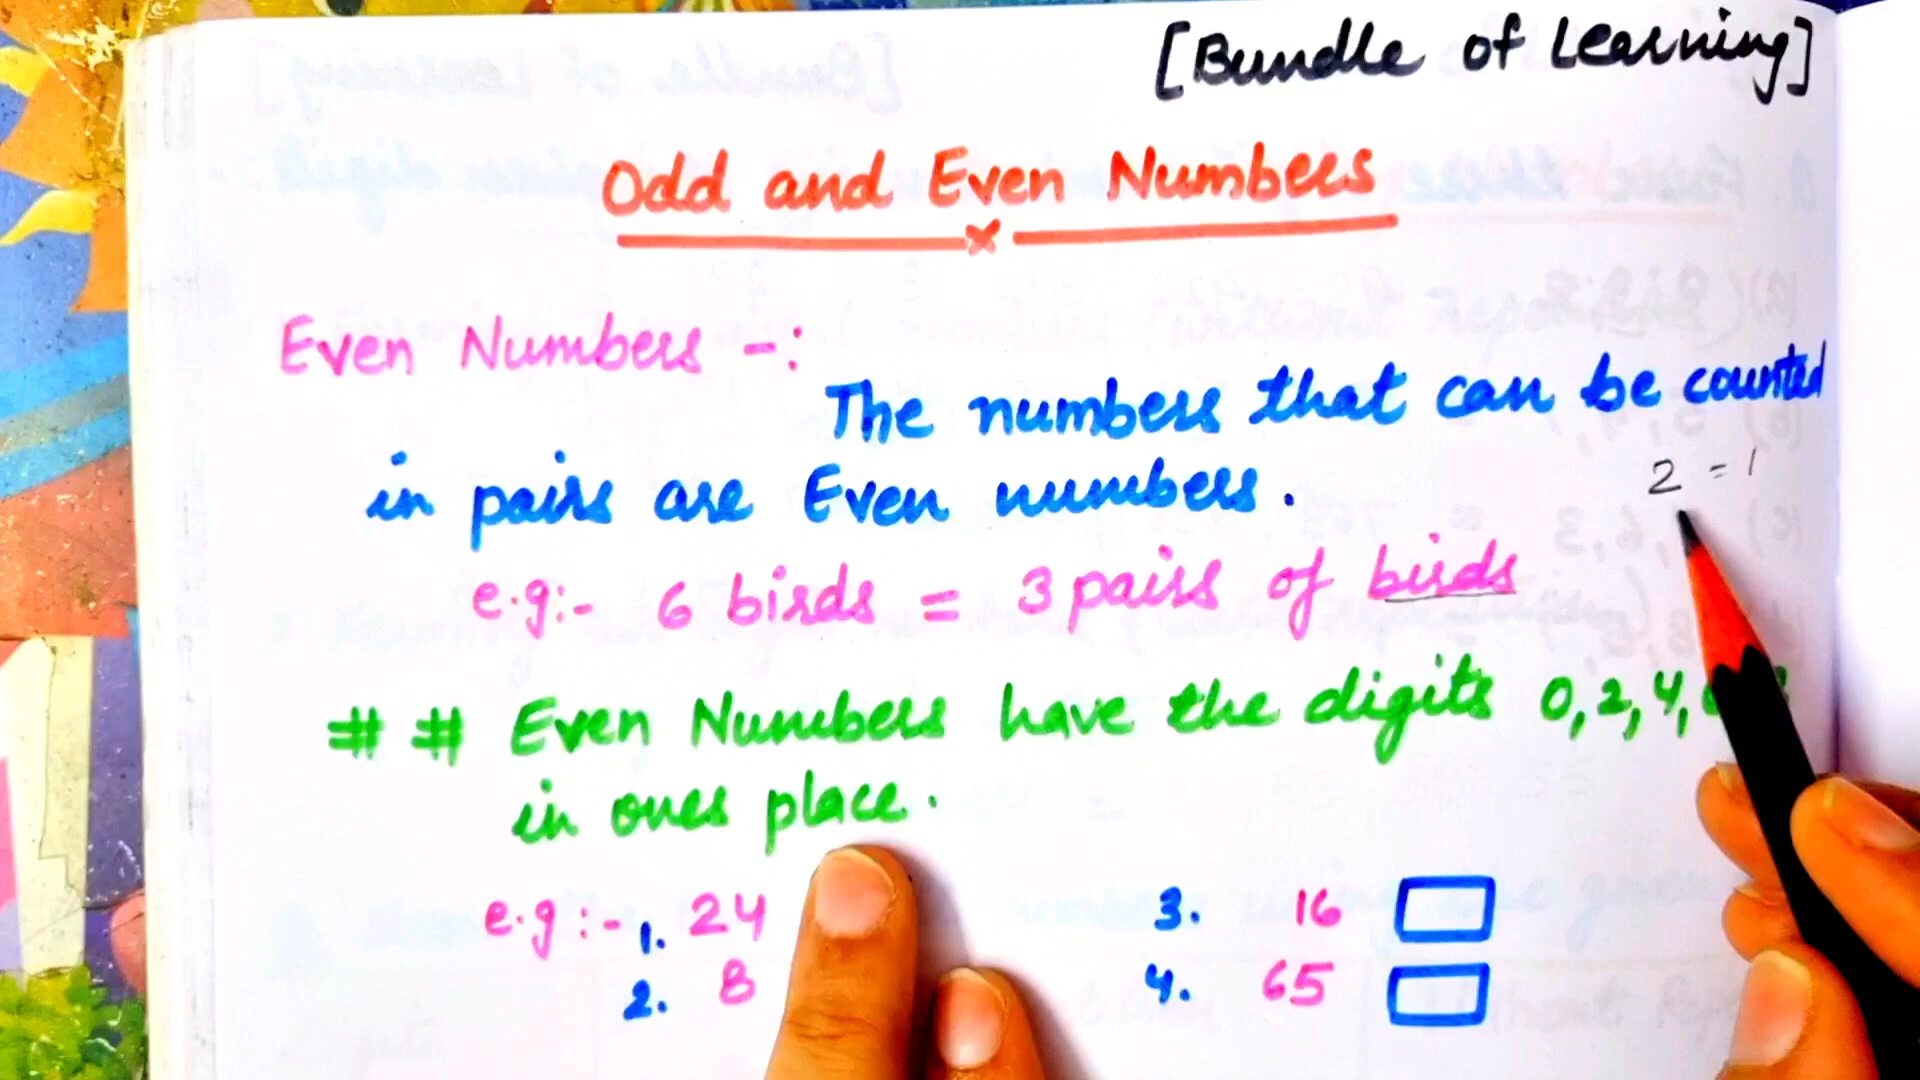 [Bundle of Learning]
Odd and Even Numbers
Even Numbers -:
The numbers that can be counted
in pairs are Even numbers.
2 = 1
e.g:- 6 birds = 3 pairs of birds
## Even Numbers have the digits 0,2,4,
in ones place.
e.g:- 1. 24
3. 16
2. 8
4. 65